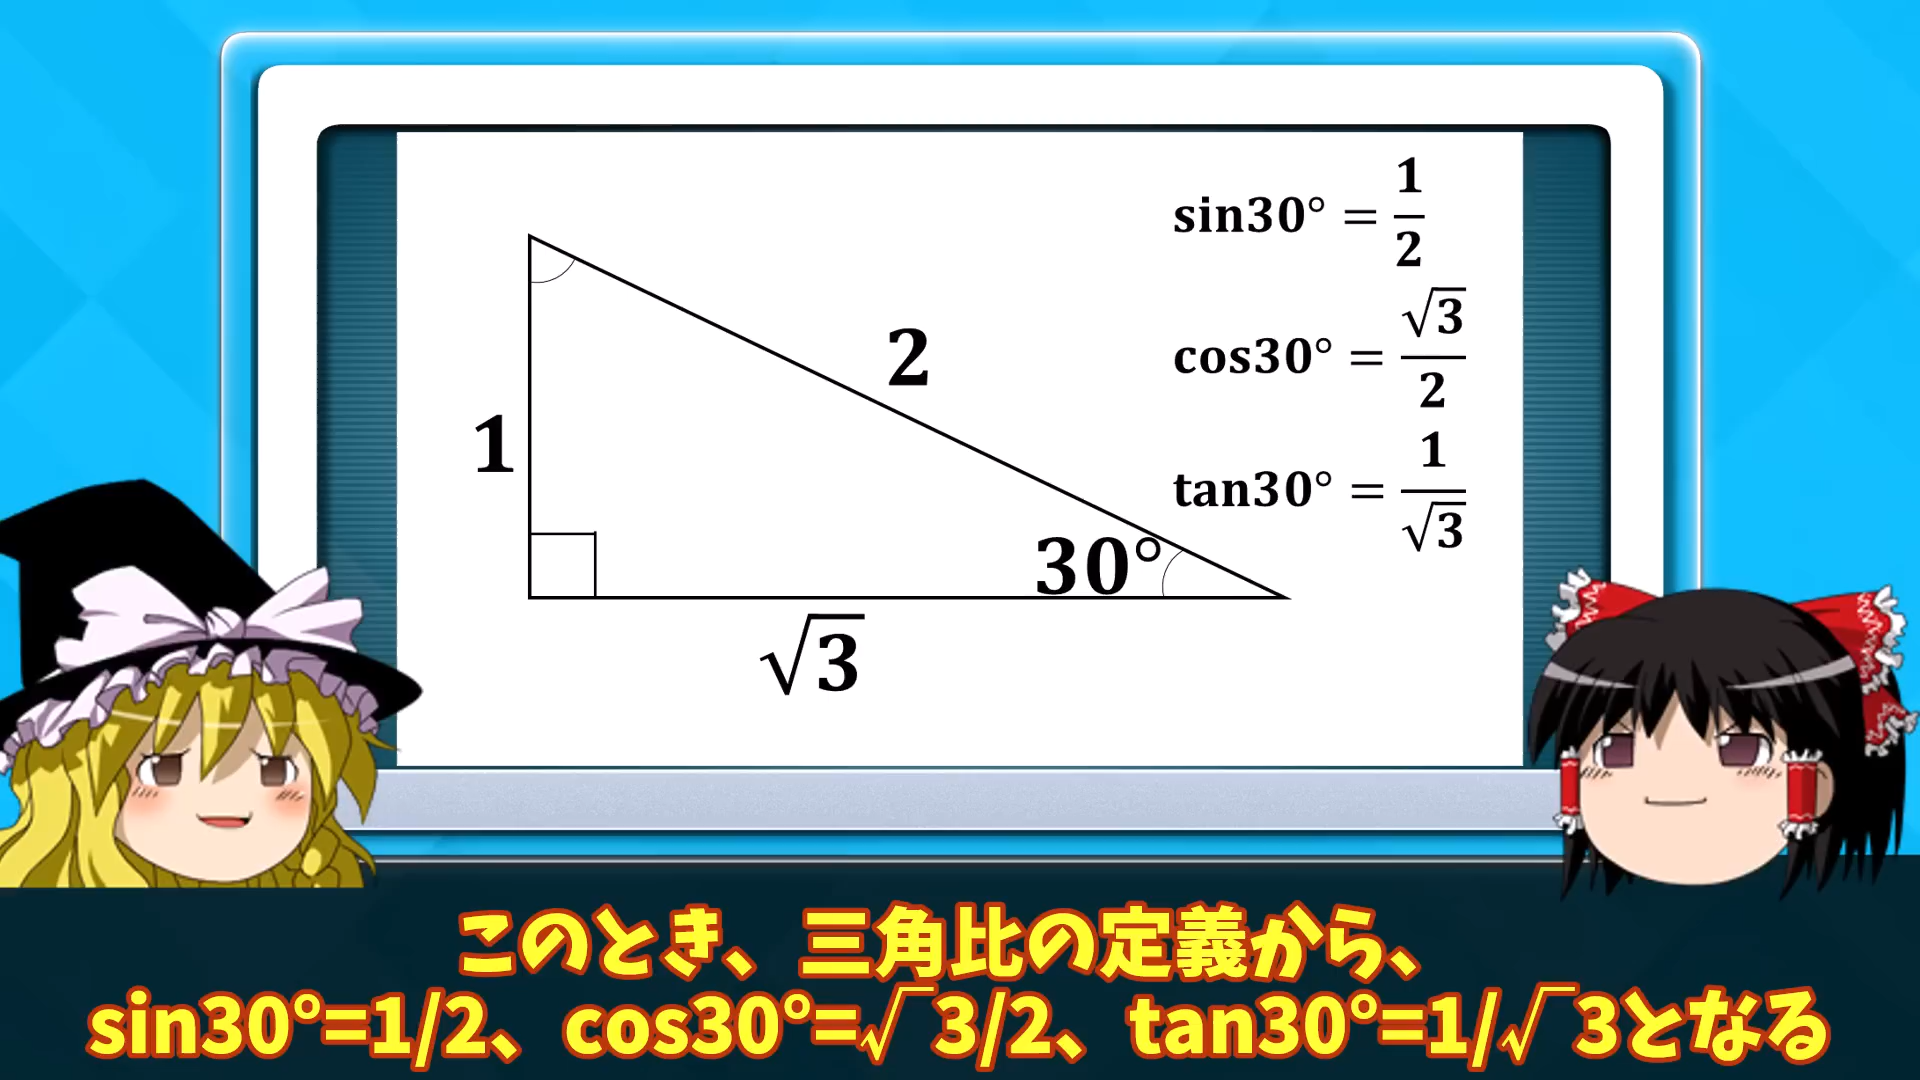 sin30° = 1/2
cos30° = √3/2
tan30° = 1/√3
2
1
30°
√3
このとき、三角比の定義から、
sin30°=1/2、cos30°=√ 3/2、tan30°=1/√ 3となる